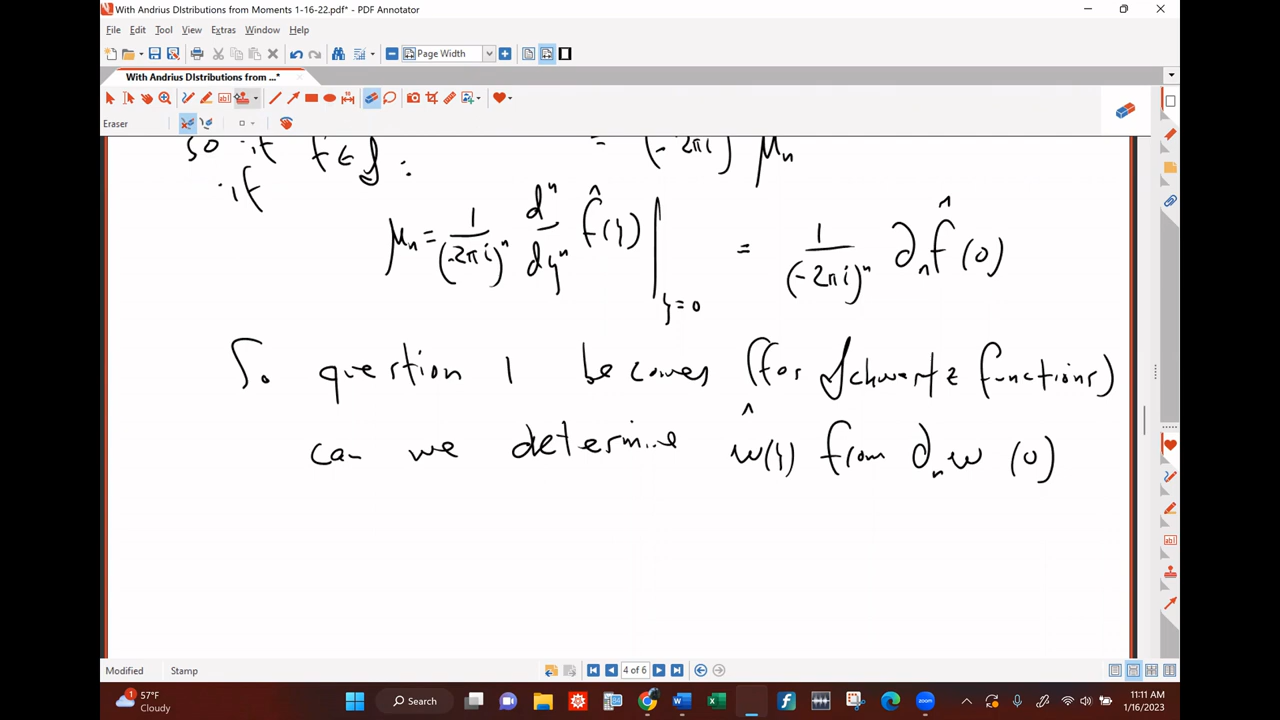 With Andrius DIstributions from Moments 1-16-22.pdf* - PDF Annotator
File Edit Tool View Extras Window Help
Page Width
With Andrius DIstributions from ...*
Eraser
So if f ∈ S : = (-2πi)^n μn
if
μn = 1/(-2πi)^n d^n/dξ^n f̂(ξ) |ξ=0 = 1/(-2πi)^n ∂n f̂(0)
So question 1 becomes (for Schwartz functions)
can we determine ŵ(ξ) from ∂n w (0)
Modified Stamp 4 of 6
1 57°F
Cloudy
Search
zoom
11:11 AM
1/16/2023